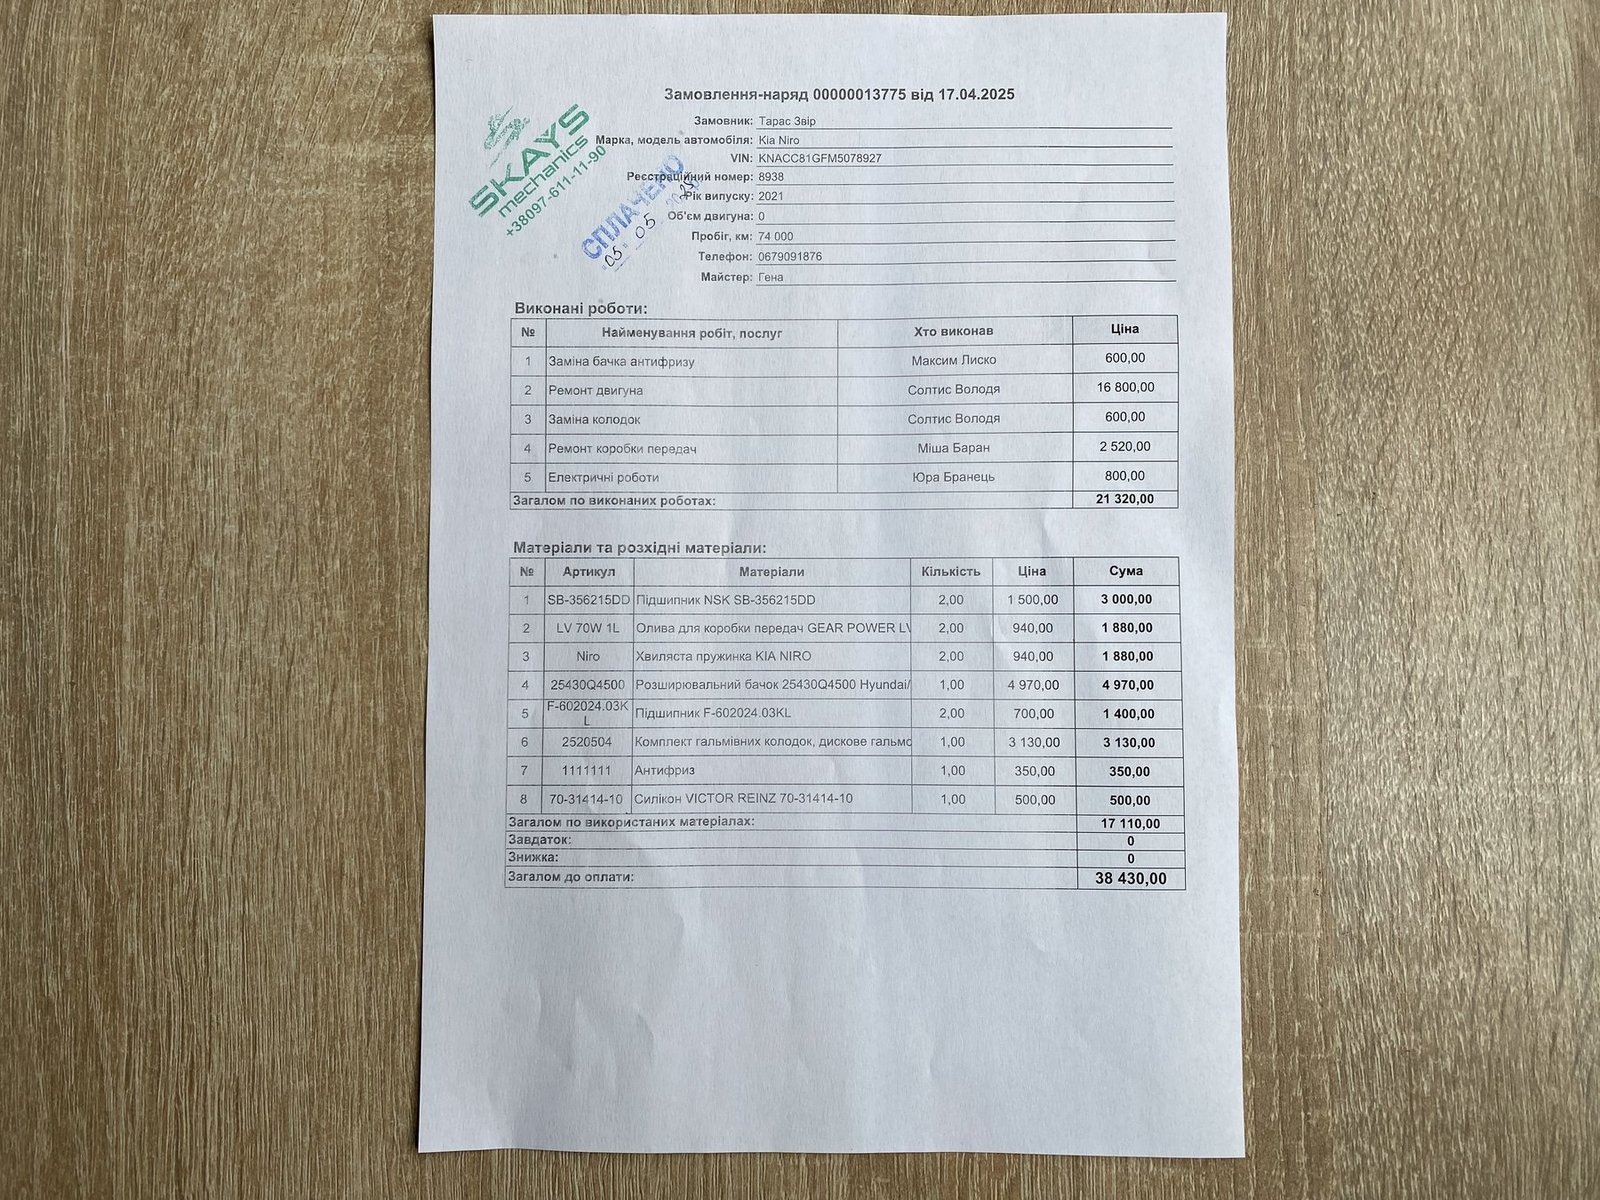 Замовлення-наряд 00000013775 від 17.04.2025
SKAYS
mechanics
+38097-611-11-90
СПЛАЧЕНО
05 05 2025
Замовник: Тарас Звір
Марка, модель автомобіля: Kia Niro
VIN: KNACC81GFM5078927
Реєстраційний номер: 8938
Рік випуску: 2021
Об'єм двигуна: 0
Пробіг, км: 74 000
Телефон: 0679091876
Майстер: Гена
Виконані роботи:
№ Найменування робіт, послуг Хто виконав Ціна
1 Заміна бачка антифризу Максим Лиско 600,00
2 Ремонт двигуна Солтис Володя 16 800,00
3 Заміна колодок Солтис Володя 600,00
4 Ремонт коробки передач Міша Баран 2 520,00
5 Електричні роботи Юра Бранець 800,00
Загалом по виконаних роботах: 21 320,00
Матеріали та розхідні матеріали:
№ Артикул Матеріали Кількість Ціна Сума
1 SB-356215DD Підшипник NSK SB-356215DD 2,00 1 500,00 3 000,00
2 LV 70W 1L Олива для коробки передач GEAR POWER LV 2,00 940,00 1 880,00
3 Niro Хвиляста пружинка KIA NIRO 2,00 940,00 1 880,00
4 25430Q4500 Розширювальний бачок 25430Q4500 Hyundai/ 1,00 4 970,00 4 970,00
5 F-602024.03K
L Підшипник F-602024.03KL 2,00 700,00 1 400,00
6 2520504 Комплект гальмівних колодок, дискове гальмо 1,00 3 130,00 3 130,00
7 1111111 Антифриз 1,00 350,00 350,00
8 70-31414-10 Силікон VICTOR REINZ 70-31414-10 1,00 500,00 500,00
Загалом по використаних матеріалах: 17 110,00
Завдаток: 0
Знижка: 0
Загалом до оплати: 38 430,00